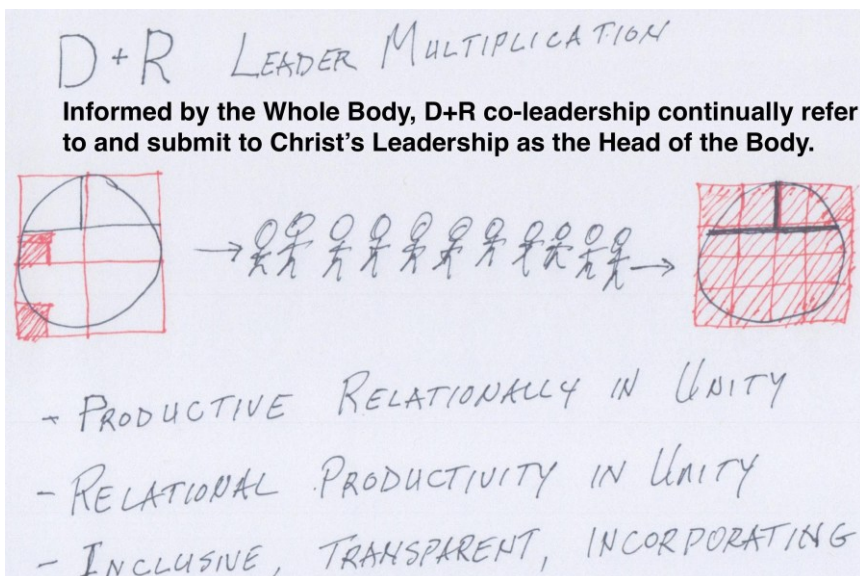 D+R LEADER MULTIPLICATION
Informed by the Whole Body, D+R co-leadership continually refer
to and submit to Christ's Leadership as the Head of the Body.
- PRODUCTIVE RELATIONALLY IN UNITY
- RELATIONAL PRODUCTIVITY IN UNITY
- INCLUSIVE, TRANSPARENT, INCORPORATING